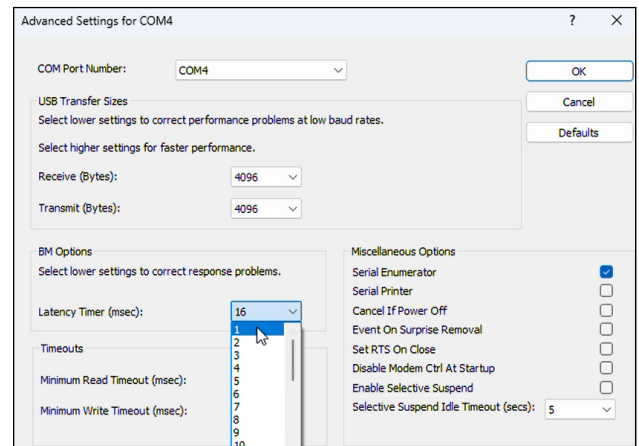 Advanced Settings for COM4
COM Port Number: COM4
OK
USB Transfer Sizes
Cancel
Select lower settings to correct performance problems at low baud rates.
Defaults
Select higher settings for faster performance.
Receive (Bytes): 4096
Transmit (Bytes): 4096
BM Options
Select lower settings to correct response problems.
Latency Timer (msec): 16
1
2
3
4
5
6
7
8
9
10
Timeouts
Minimum Read Timeout (msec):
Minimum Write Timeout (msec):
Miscellaneous Options
Serial Enumerator
Serial Printer
Cancel If Power Off
Event On Surprise Removal
Set RTS On Close
Disable Modem Ctrl At Startup
Enable Selective Suspend
Selective Suspend Idle Timeout (secs): 5